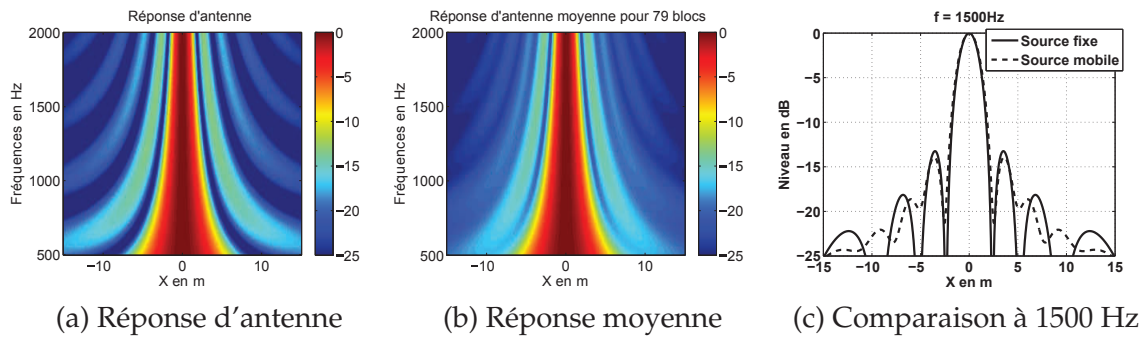 Réponse d'antenne
Fréquences en Hz
2000
1500
1000
500
−10
0
10
X en m
0
−5
−10
−15
−20
−25
(a) Réponse d'antenne
Réponse d'antenne moyenne pour 79 blocs
Fréquences en Hz
2000
1500
1000
500
−10
0
10
X en m
0
−5
−10
−15
−20
−25
(b) Réponse moyenne
f = 1500Hz
Source fixe
Source mobile
Niveau en dB
0
−5
−10
−15
−20
−25
−15
−10
−5
0
5
10
15
X en m
(c) Comparaison à 1500 Hz